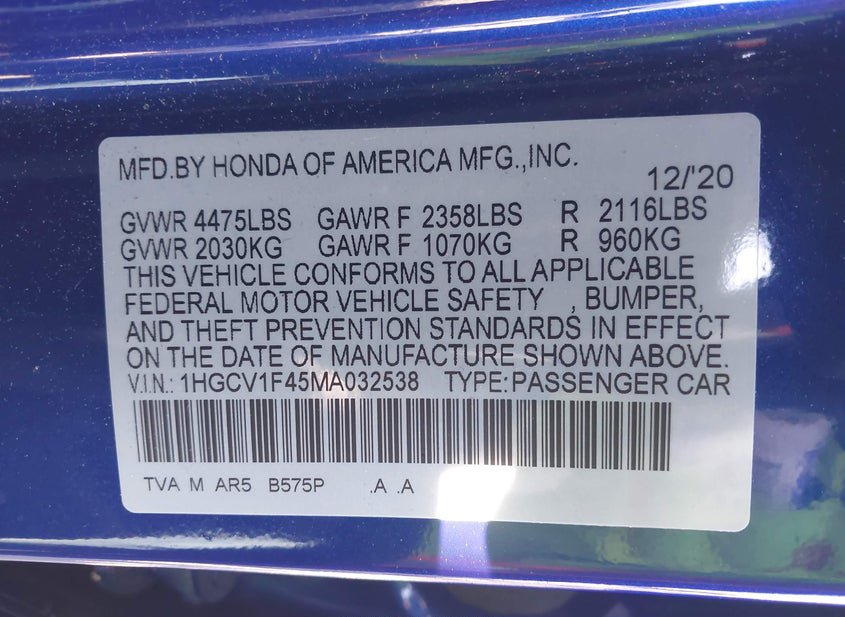 MFD.BY HONDA OF AMERICA MFG.,INC.
12/'20
GVWR 4475LBS GAWR F 2358LBS R 2116LBS
GVWR 2030KG GAWR F 1070KG R 960KG
THIS VEHICLE CONFORMS TO ALL APPLICABLE
FEDERAL MOTOR VEHICLE SAFETY , BUMPER,
AND THEFT PREVENTION STANDARDS IN EFFECT
ON THE DATE OF MANUFACTURE SHOWN ABOVE.
V.I.N.: 1HGCV1F45MA032538 TYPE: PASSENGER CAR
TVA M AR5 B575P .A .A